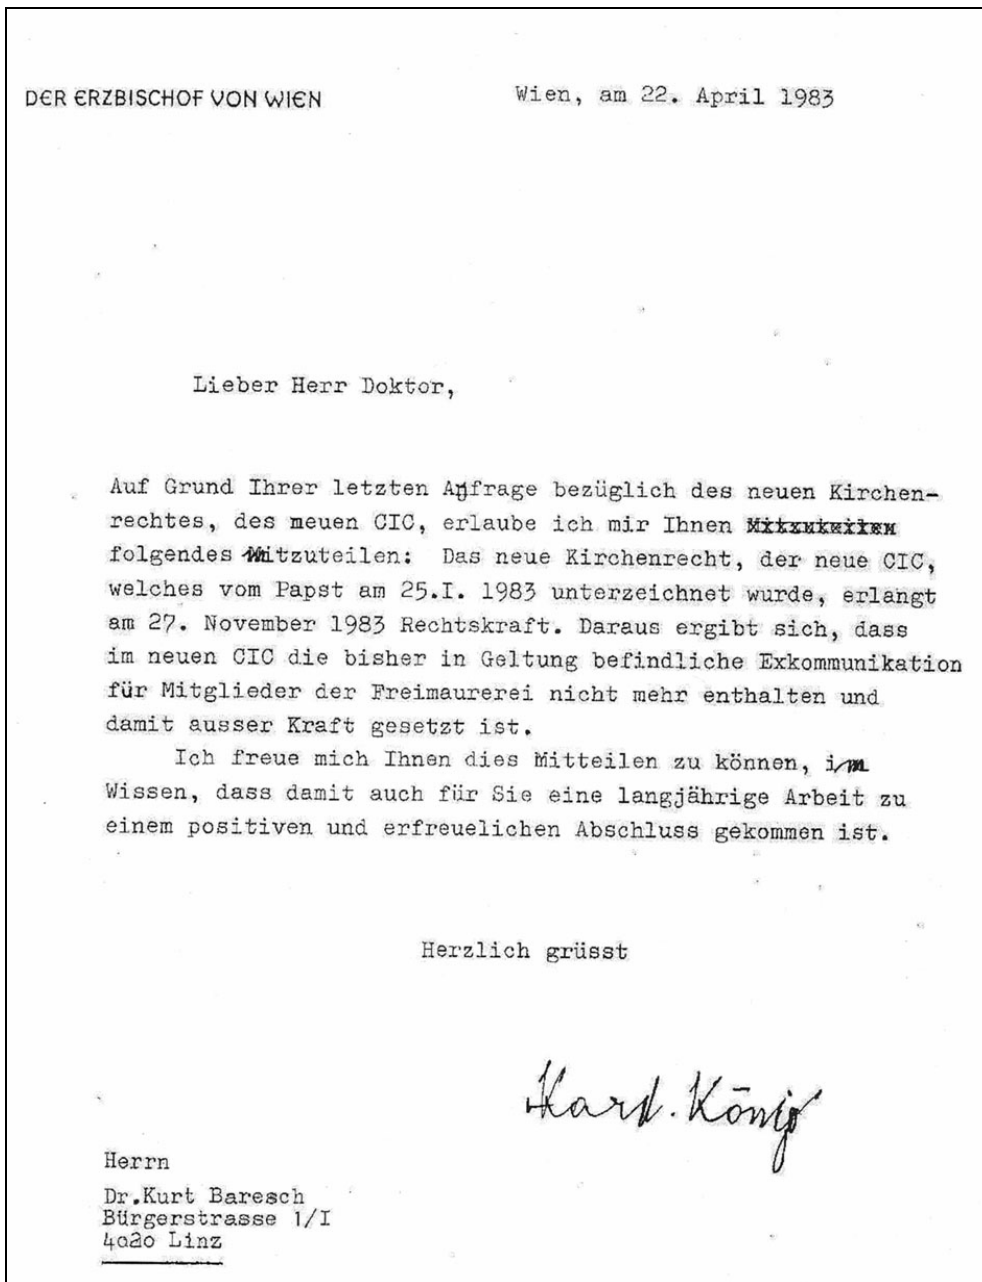 DER ERZBISCHOF VON WIEN
Wien, am 22. April 1983
Lieber Herr Doktor,
Auf Grund Ihrer letzten Anfrage bezüglich des neuen Kirchen-
rechtes, des meuen CIC, erlaube ich mir Ihnen
folgendes Mitzuteilen: Das neue Kirchenrecht, der neue CIC,
welches vom Papst am 25.I. 1983 unterzeichnet wurde, erlangt
am 27. November 1983 Rechtskraft. Daraus ergibt sich, dass
im neuen CIC die bisher in Geltung befindliche Exkommunikation
für Mitglieder der Freimaurerei nicht mehr enthalten und
damit ausser Kraft gesetzt ist.
Ich freue mich Ihnen dies Mitteilen zu können, im
Wissen, dass damit auch für Sie eine langjährige Arbeit zu
einem positiven und erfreuelichen Abschluss gekommen ist.
Herzlich grüsst
Kard. König
Herrn
Dr.Kurt Baresch
Bürgerstrasse 1/I
4020 Linz